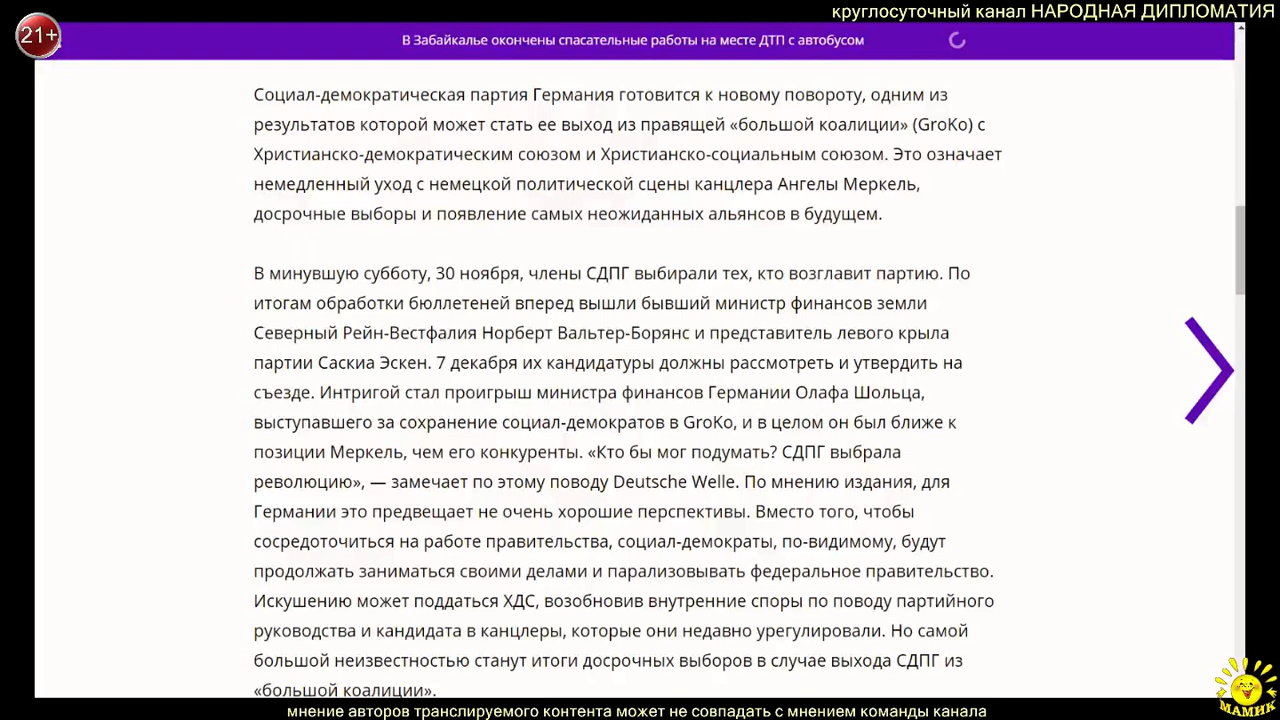 круглосуточный канал НАРОДНАЯ ДИПЛОМАТИЯ
21+
В Забайкалье окончены спасательные работы на месте ДТП с автобусом
Социал-демократическая партия Германия готовится к новому повороту, одним из
результатов которой может стать ее выход из правящей «большой коалиции» (GroKo) с
Христианско-демократическим союзом и Христианско-социальным союзом. Это означает
немедленный уход с немецкой политической сцены канцлера Ангелы Меркель,
досрочные выборы и появление самых неожиданных альянсов в будущем.
В минувшую субботу, 30 ноября, члены СДПГ выбирали тех, кто возглавит партию. По
итогам обработки бюллетеней вперед вышли бывший министр финансов земли
Северный Рейн-Вестфалия Норберт Вальтер-Борянс и представитель левого крыла
партии Саскиа Эскен. 7 декабря их кандидатуры должны рассмотреть и утвердить на
съезде. Интригой стал проигрыш министра финансов Германии Олафа Шольца,
выступавшего за сохранение социал-демократов в GroKo, и в целом он был ближе к
позиции Меркель, чем его конкуренты. «Кто бы мог подумать? СДПГ выбрала
революцию», — замечает по этому поводу Deutsche Welle. По мнению издания, для
Германии это предвещает не очень хорошие перспективы. Вместо того, чтобы
сосредоточиться на работе правительства, социал-демократы, по-видимому, будут
продолжать заниматься своими делами и парализовывать федеральное правительство.
Искушению может поддаться ХДС, возобновив внутренние споры по поводу партийного
руководства и кандидата в канцлеры, которые они недавно урегулировали. Но самой
большой неизвестностью станут итоги досрочных выборов в случае выхода СДПГ из
«большой коалиции».
МАМИК
мнение авторов транслируемого контента может не совпадать с мнением команды канала